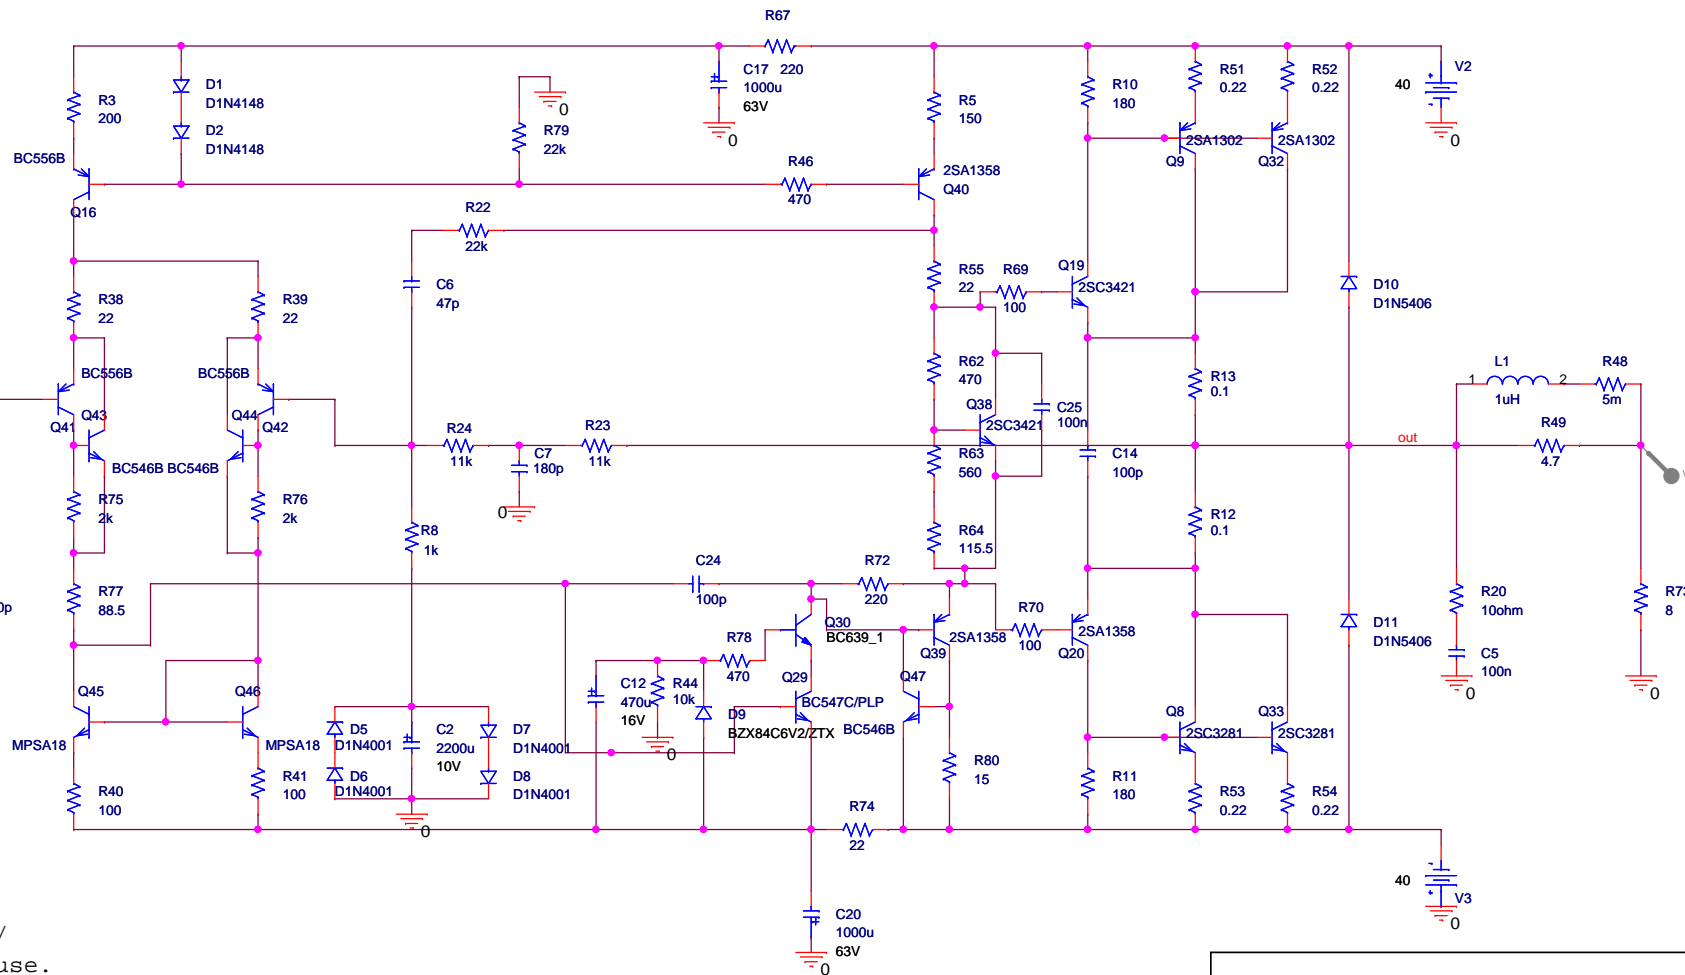 R67
220
C17
1000u
63V
0
D1
D1N4148
D2
D1N4148
R3
200
BC556B
Q16
0
R79
22k
R46
470
R5
150
2SA1358
Q40
R10
180
R51
0.22
R52
0.22
2SA1302
Q9
2SA1302
Q32
V2
40
0
R22
22k
C6
47p
R38
22
R39
22
R55
22
R69
100
Q19
2SC3421
D10
D1N5406
BC556B
BC556B
Q43
Q41
Q44
Q42
BC546B
BC546B
R62
470
Q38
2SC3421
C25
100n
R13
0.1
L1
1
2
1uH
R48
5m
R49
4.7
out
R24
11k
C7
180p
0
R23
11k
R63
560
C14
100p
R75
2k
R76
2k
R8
1k
R64
115.5
R12
0.1
C24
100p
R72
220
R77
88.5
0p
Q30
BC639_1
R78
470
2SA1358
Q39
R70
100
2SA1358
Q20
D11
D1N5406
R20
10ohm
C5
100n
0
8
0
Q45
MPSA18
Q46
MPSA18
D5
D1N4001
D6
D1N4001
C2
2200u
10V
D7
D1N4001
D8
D1N4001
0
C12
470u
16V
R44
10k
0
D9
BZX84C6V2/ZTX
Q29
BC547C/PLP
Q47
BC546B
R80
15
Q8
2SC3281
Q33
2SC3281
R11
180
R53
0.22
R54
0.22
R40
100
R41
100
R74
22
C20
1000u
63V
0
40
V3
0
/
use.